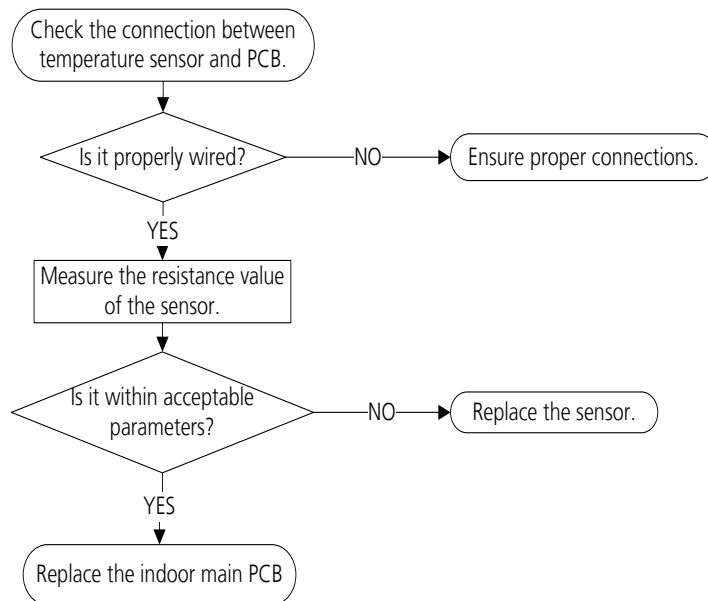 Check the connection between
temperature sensor and PCB.
Is it properly wired?
NO
Ensure proper connections.
YES
Measure the resistance value
of the sensor.
Is it within acceptable
parameters?
NO
Replace the sensor.
YES
Replace the indoor main PCB